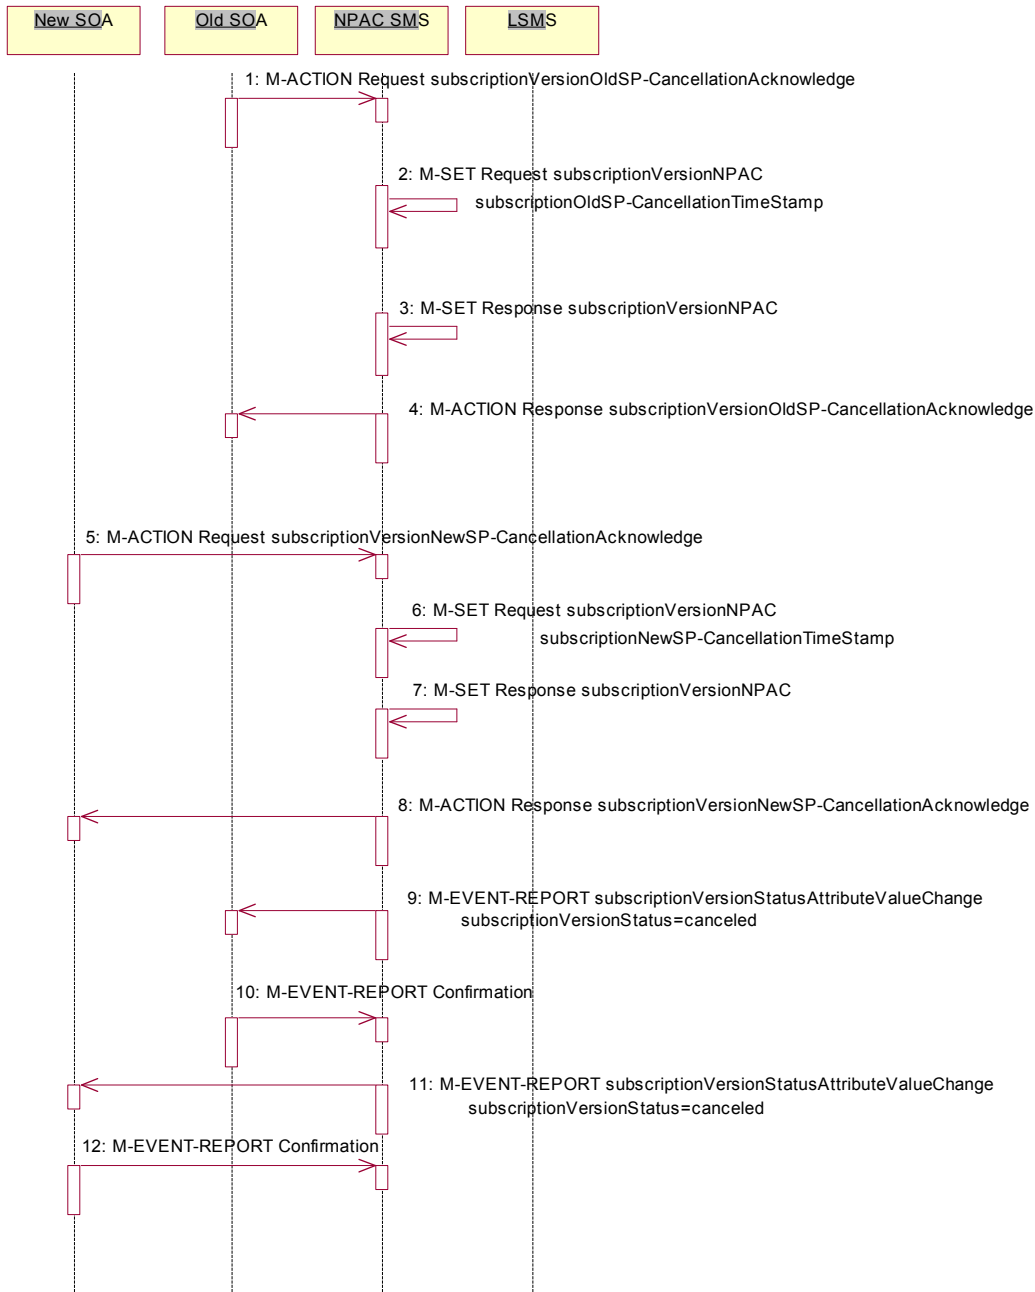 New SOA
Old SOA
NPAC SMS
LSMS
1: M-ACTION Request subscriptionVersionOldSP-CancellationAcknowledge
2: M-SET Request subscriptionVersionNPAC
subscriptionOldSP-CancellationTimeStamp
3: M-SET Response subscriptionVersionNPAC
4: M-ACTION Response subscriptionVersionOldSP-CancellationAcknowledge
5: M-ACTION Request subscriptionVersionNewSP-CancellationAcknowledge
6: M-SET Request subscriptionVersionNPAC
subscriptionNewSP-CancellationTimeStamp
7: M-SET Response subscriptionVersionNPAC
8: M-ACTION Response subscriptionVersionNewSP-CancellationAcknowledge
9: M-EVENT-REPORT subscriptionVersionStatusAttributeValueChange
subscriptionVersionStatus=canceled
10: M-EVENT-REPORT Confirmation
11: M-EVENT-REPORT subscriptionVersionStatusAttributeValueChange
subscriptionVersionStatus=canceled
12: M-EVENT-REPORT Confirmation